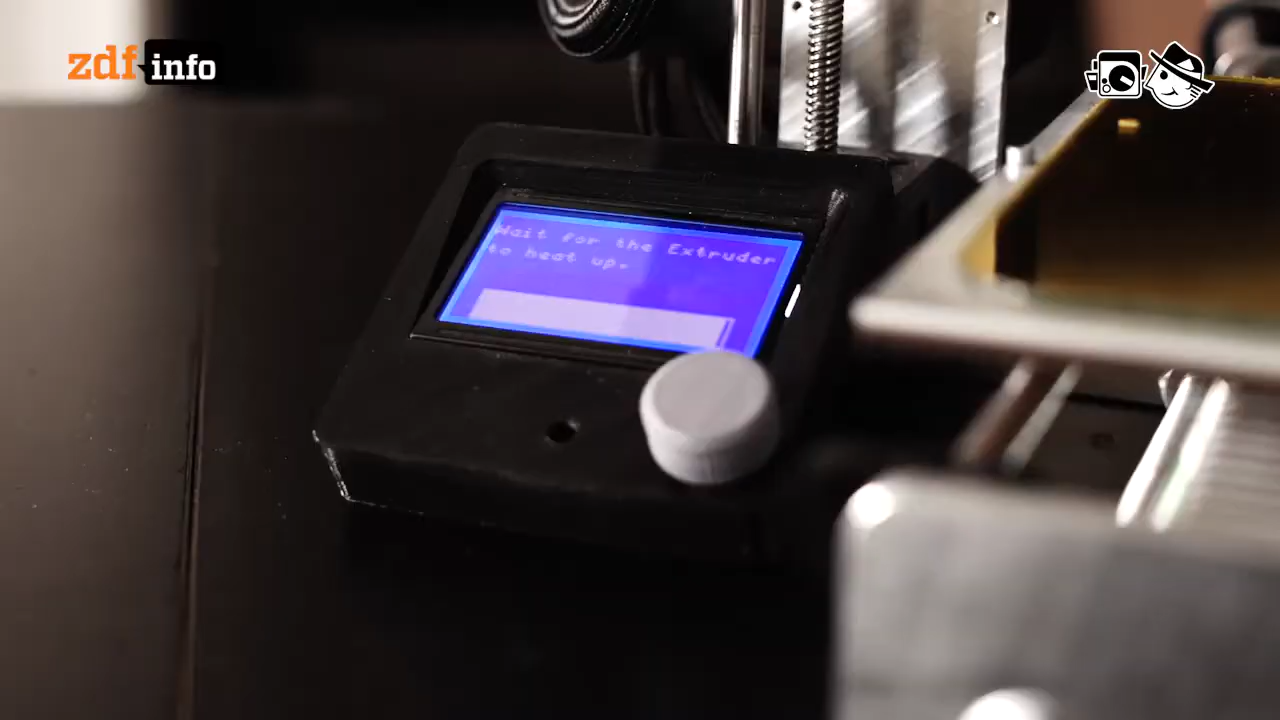 zdf info
Wait for the Extruder
to heat up.